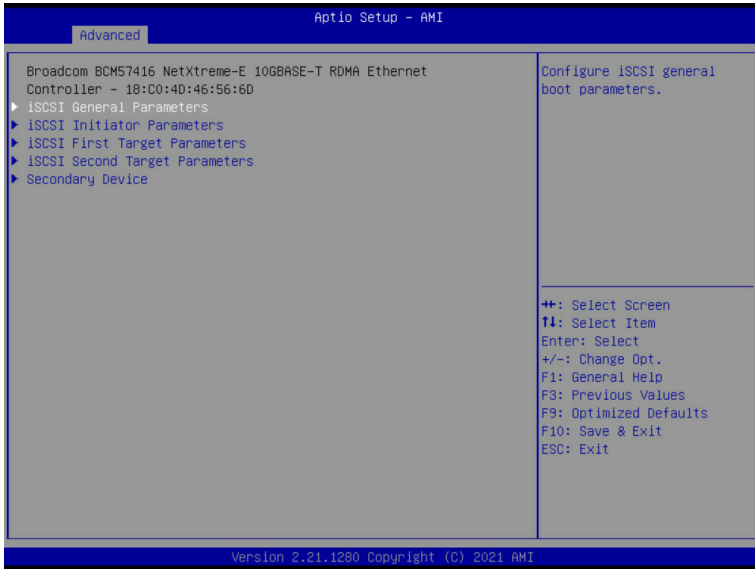 Aptio Setup – AMI
Advanced
Broadcom BCM57416 NetXtreme-E 10GBASE-T RDMA Ethernet
Controller – 18:C0:4D:46:56:6D
iSCSI General Parameters
iSCSI Initiator Parameters
iSCSI First Target Parameters
iSCSI Second Target Parameters
Secondary Device
Configure iSCSI general
boot parameters.
→←: Select Screen
↑↓: Select Item
Enter: Select
+/-: Change Opt.
F1: General Help
F3: Previous Values
F9: Optimized Defaults
F10: Save & Exit
ESC: Exit
Version 2.21.1280 Copyright (C) 2021 AMI